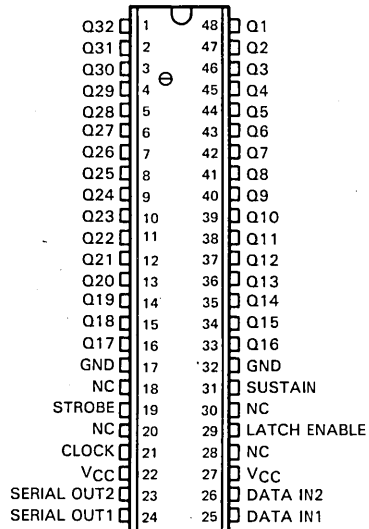 Q32 1 48 Q1
Q31 2 47 Q2
Q30 3 46 Q3
Q29 4 45 Q4
Q28 5 44 Q5
Q27 6 43 Q6
Q26 7 42 Q7
Q25 8 41 Q8
Q24 9 40 Q9
Q23 10 39 Q10
Q22 11 38 Q11
Q21 12 37 Q12
Q20 13 36 Q13
Q19 14 35 Q14
Q18 15 34 Q15
Q17 16 33 Q16
GND 17 32 GND
NC 18 31 SUSTAIN
STROBE 19 30 NC
NC 20 29 LATCH ENABLE
CLOCK 21 28 NC
VCC 22 27 VCC
SERIAL OUT2 23 26 DATA IN2
SERIAL OUT1 24 25 DATA IN1